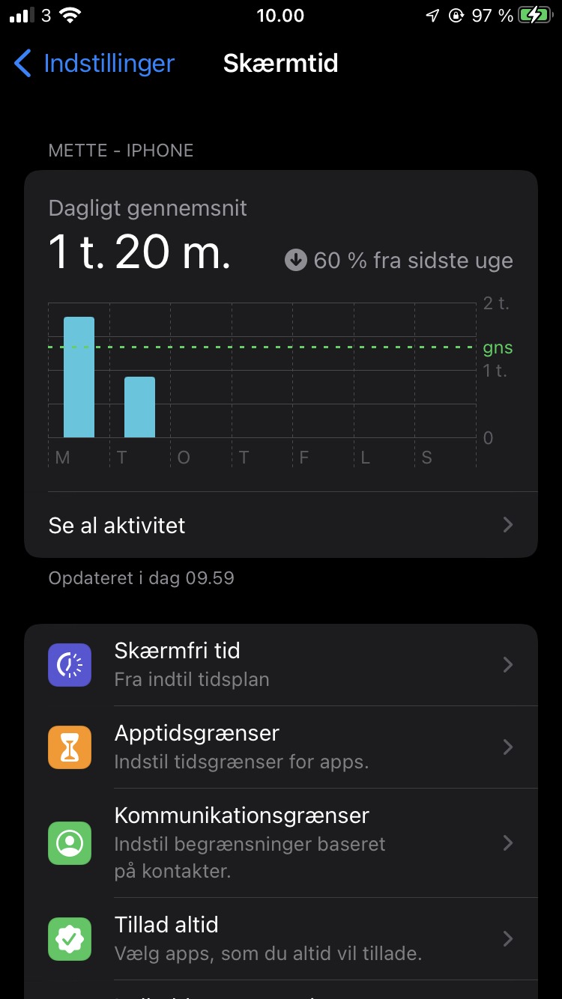 3 10.00 97 %
Indstillinger Skærmtid
METTE - IPHONE
Dagligt gennemsnit
1 t. 20 m. 60 % fra sidste uge
2 t.
gns
1 t.
0
M T O T F L S
Se al aktivitet
Opdateret i dag 09.59
Skærmfri tid
Fra indtil tidsplan
Apptidsgrænser
Indstil tidsgrænser for apps.
Kommunikationsgrænser
Indstil begrænsninger baseret
på kontakter.
Tillad altid
Vælg apps, som du altid vil tillade.